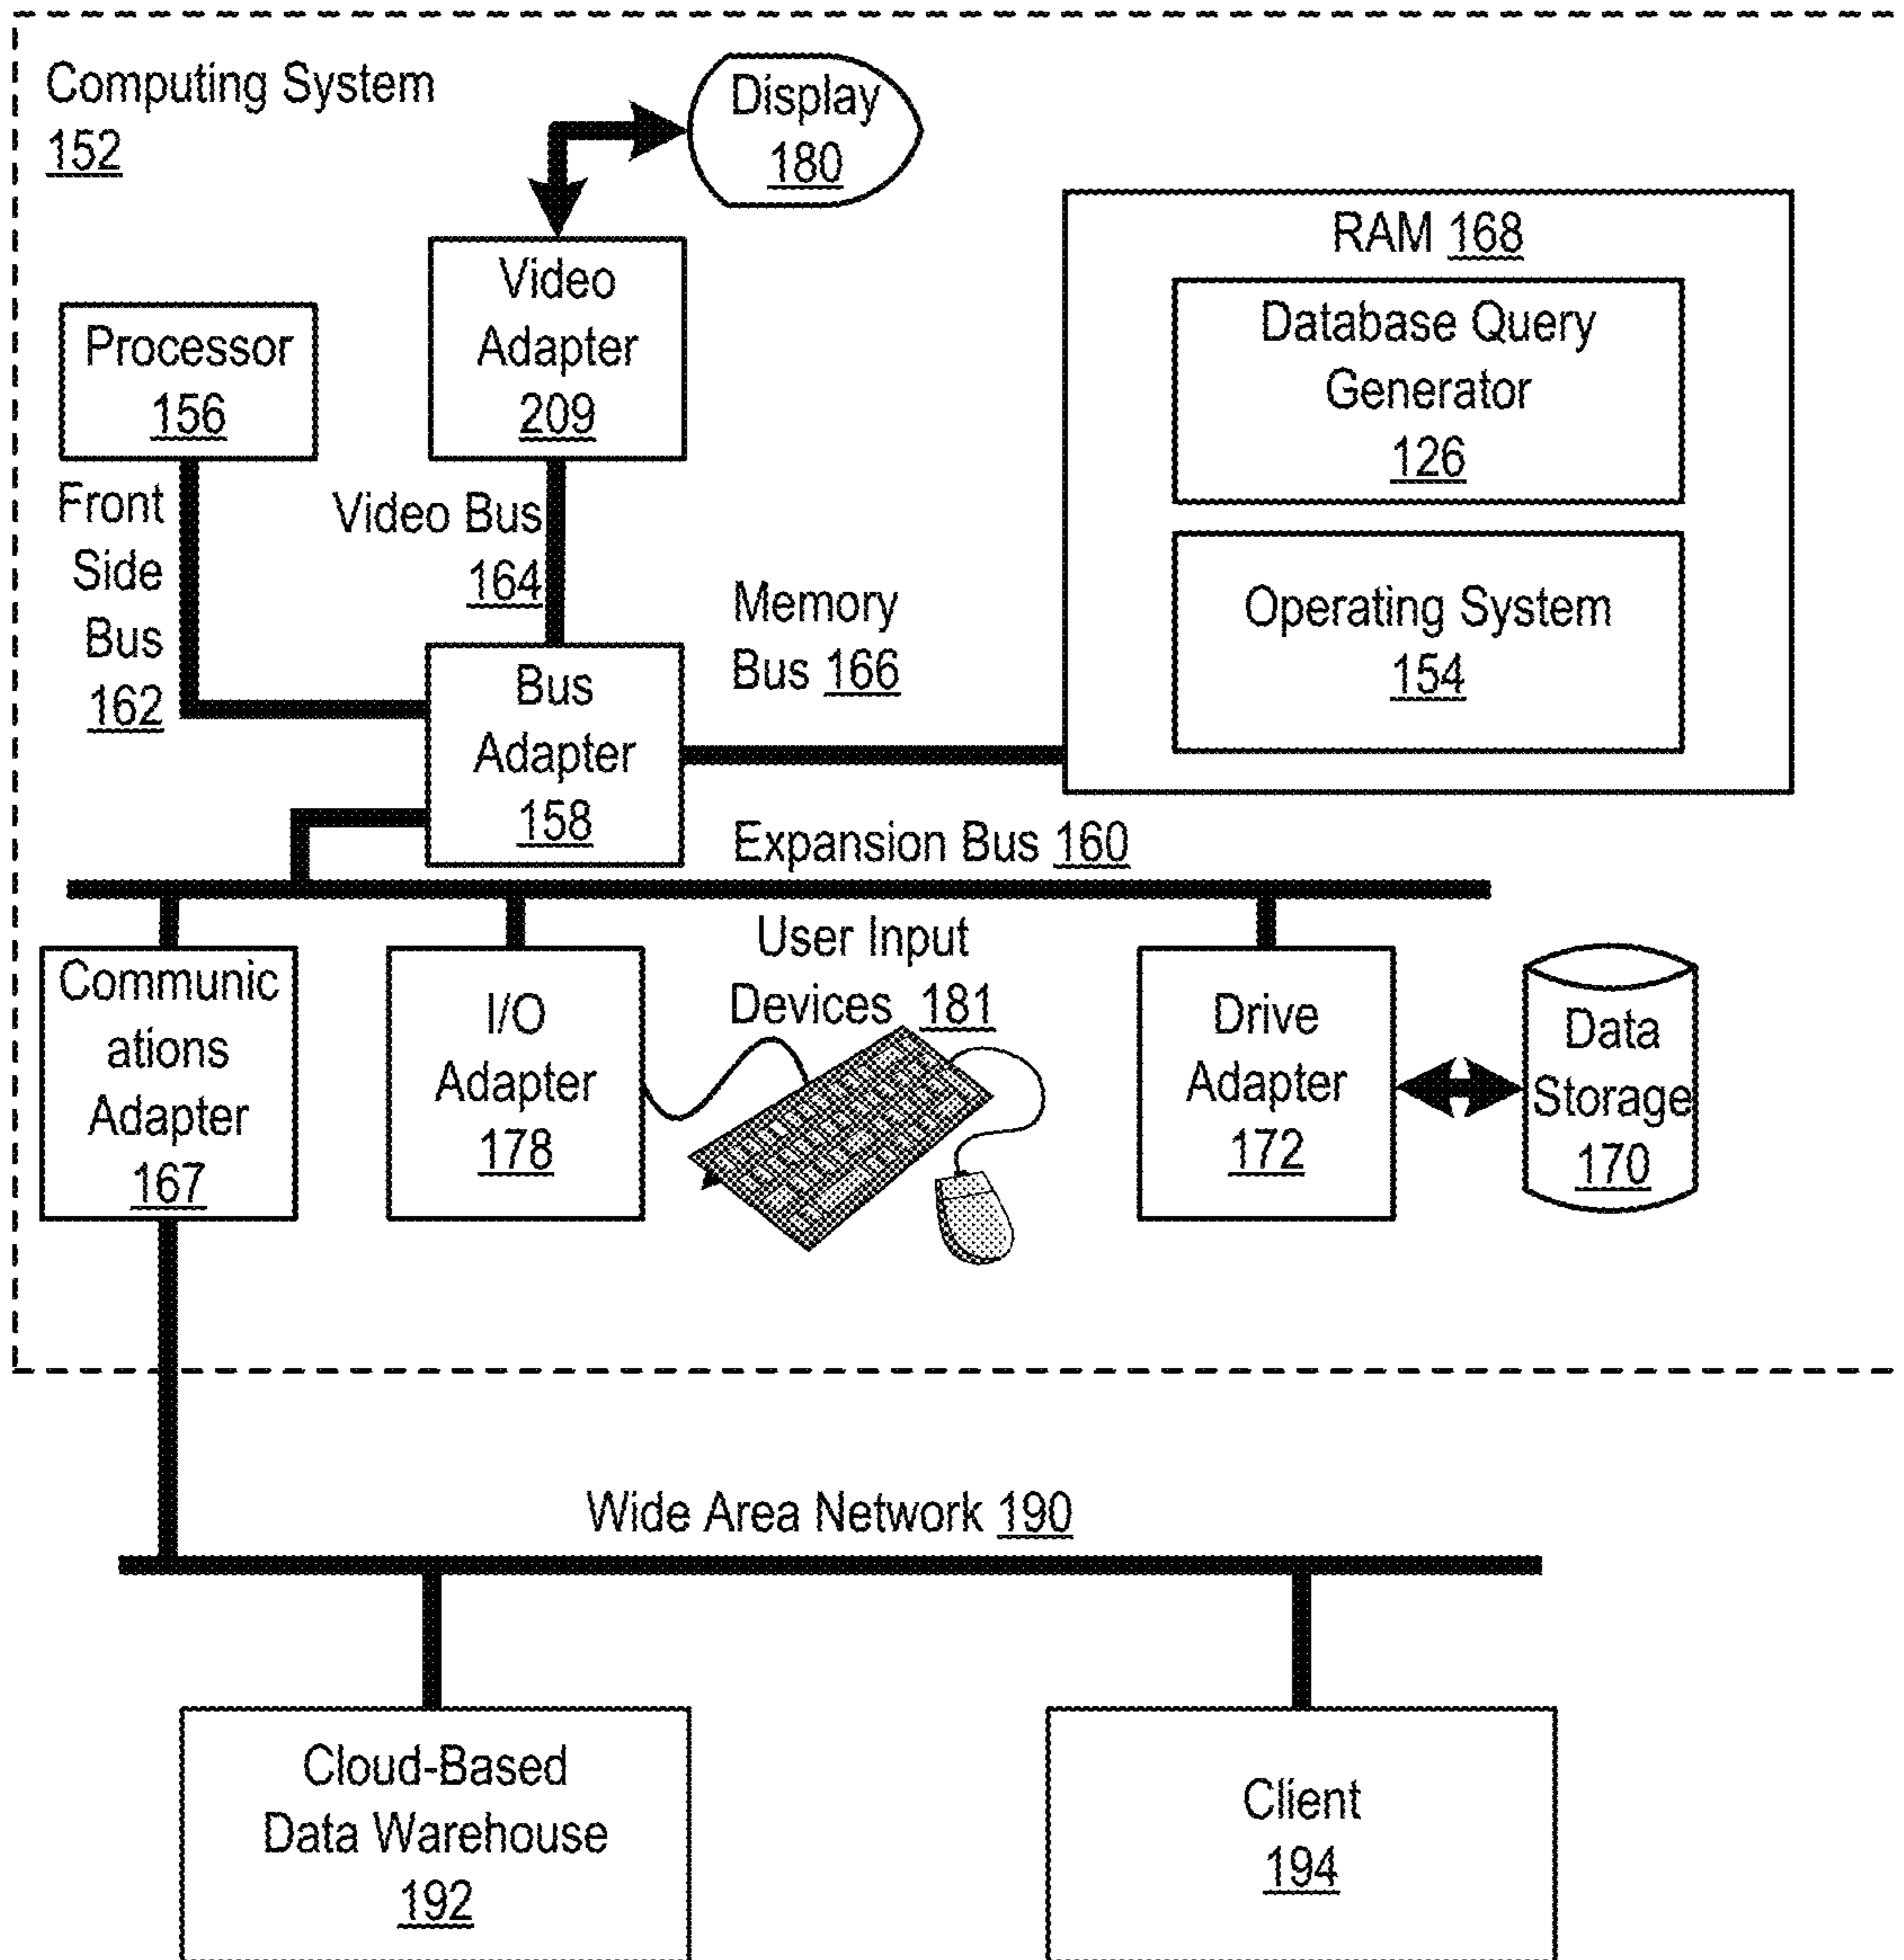 Computing System
152
Display
180
Video
Adapter
209
Processor
156
RAM 168
Database Query
Generator
126
Operating System
154
Front
Side
Bus
162
Video Bus
164
Memory
Bus 166
Bus
Adapter
158
Expansion Bus 160
Communic
ations
Adapter
167
I/O
Adapter
178
User Input
Devices 181
Drive
Adapter
172
Data
Storage
170
Wide Area Network 190
Cloud-Based
Data Warehouse
192
Client
194